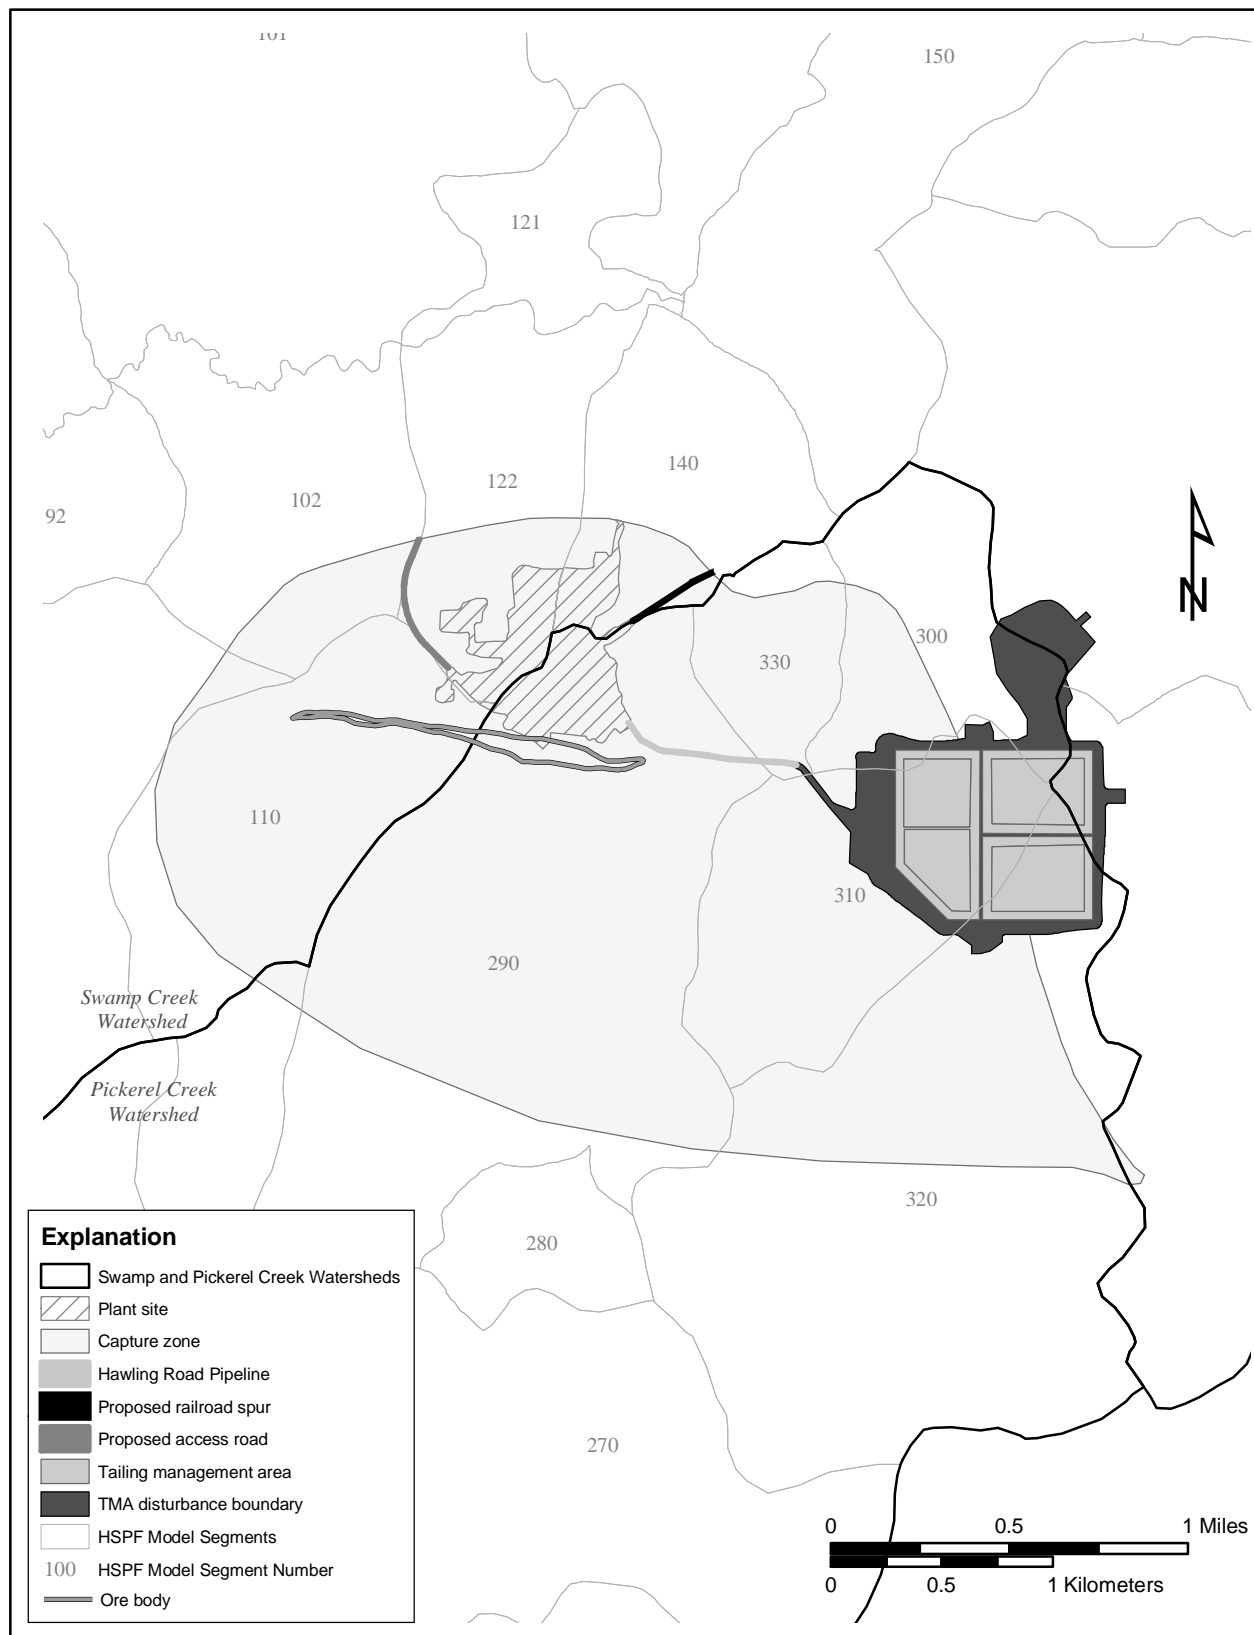 101
150
121
140
122
102
92
300
330
110
310
290
Swamp Creek
Watershed
Pickerel Creek
Watershed
320
280
270
N
Explanation
Swamp and Pickerel Creek Watersheds
Plant site
Capture zone
Hawling Road Pipeline
Proposed railroad spur
Proposed access road
Tailing management area
TMA disturbance boundary
HSPF Model Segments
100 HSPF Model Segment Number
Ore body
0 0.5 1 Miles
0 0.5 1 Kilometers